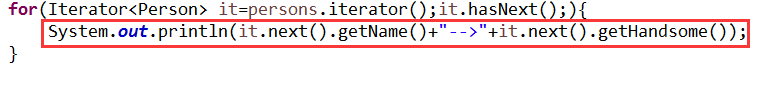 for(Iterator<Person> it=persons.iterator();it.hasNext();){
System.out.println(it.next().getName()+"-->"+it.next().getHandsome());
}